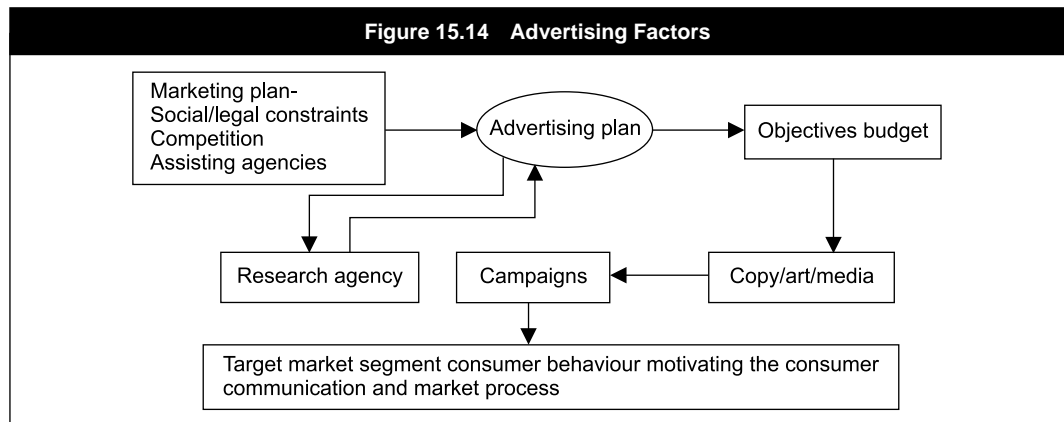 Figure 15.14 Advertising Factors
Marketing plan-
Social/legal constraints
Competition
Assisting agencies
Advertising plan
Objectives budget
Research agency
Campaigns
Copy/art/media
Target market segment consumer behaviour motivating the consumer
communication and market process